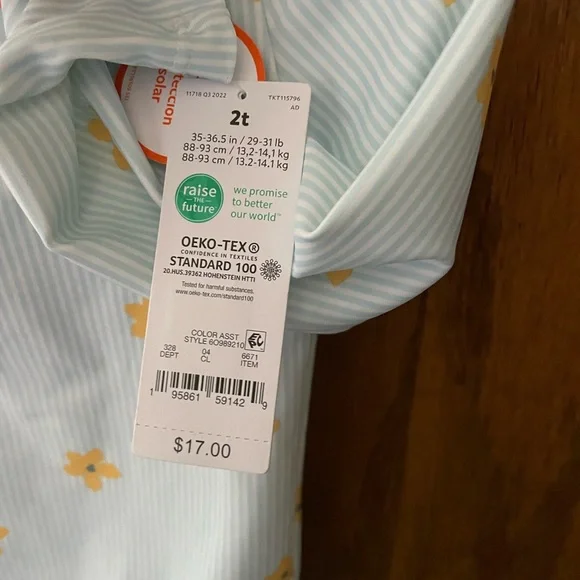 tección
solar
11718 Q3 2022
TKT115796
AD
2t
35-36.5 in / 29-31 lb
88-93 cm / 13,2-14,1 kg
88-93 cm / 13.2-14.1 kg
raise
THE
future
we promise
to better
our world™
OEKO-TEX®
CONFIDENCE IN TEXTILES
STANDARD 100
20.HUS.39362 HOHENSTEIN HTTI
Tested for harmful substances.
www.oeko-tex.com/standard100
COLOR ASST
STYLE 6O989210
328 04 6671
DEPT CL ITEM
1 95861 59142 9
$17.00